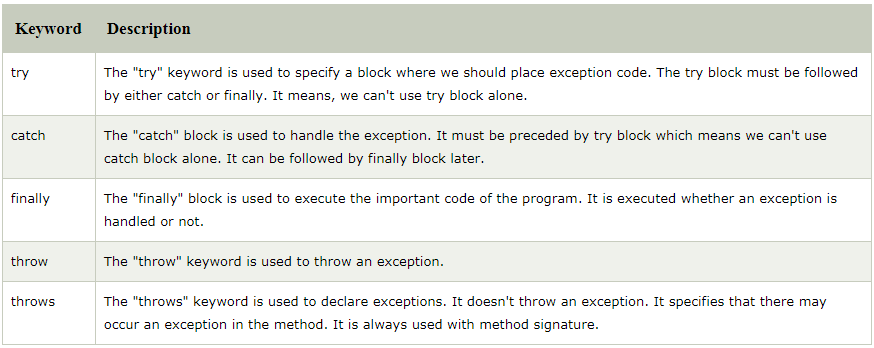 Keyword Description
try The "try" keyword is used to specify a block where we should place exception code. The try block must be followed
by either catch or finally. It means, we can't use try block alone.
catch The "catch" block is used to handle the exception. It must be preceded by try block which means we can't use
catch block alone. It can be followed by finally block later.
finally The "finally" block is used to execute the important code of the program. It is executed whether an exception is
handled or not.
throw The "throw" keyword is used to throw an exception.
throws The "throws" keyword is used to declare exceptions. It doesn't throw an exception. It specifies that there may
occur an exception in the method. It is always used with method signature.